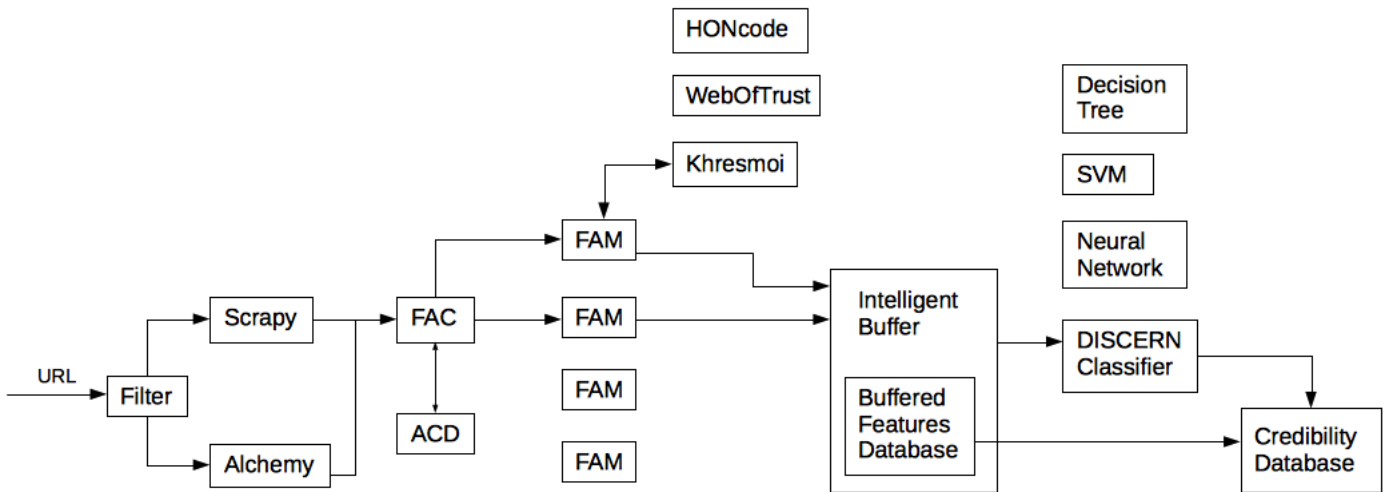 HONcode
WebOfTrust
Khresmoi
Decision
Tree
SVM
Neural
Network
FAM
Scrapy
FAC
FAM
Intelligent
Buffer
DISCERN
Classifier
URL
Filter
FAM
Buffered
Features
Database
ACD
Alchemy
FAM
Credibility
Database